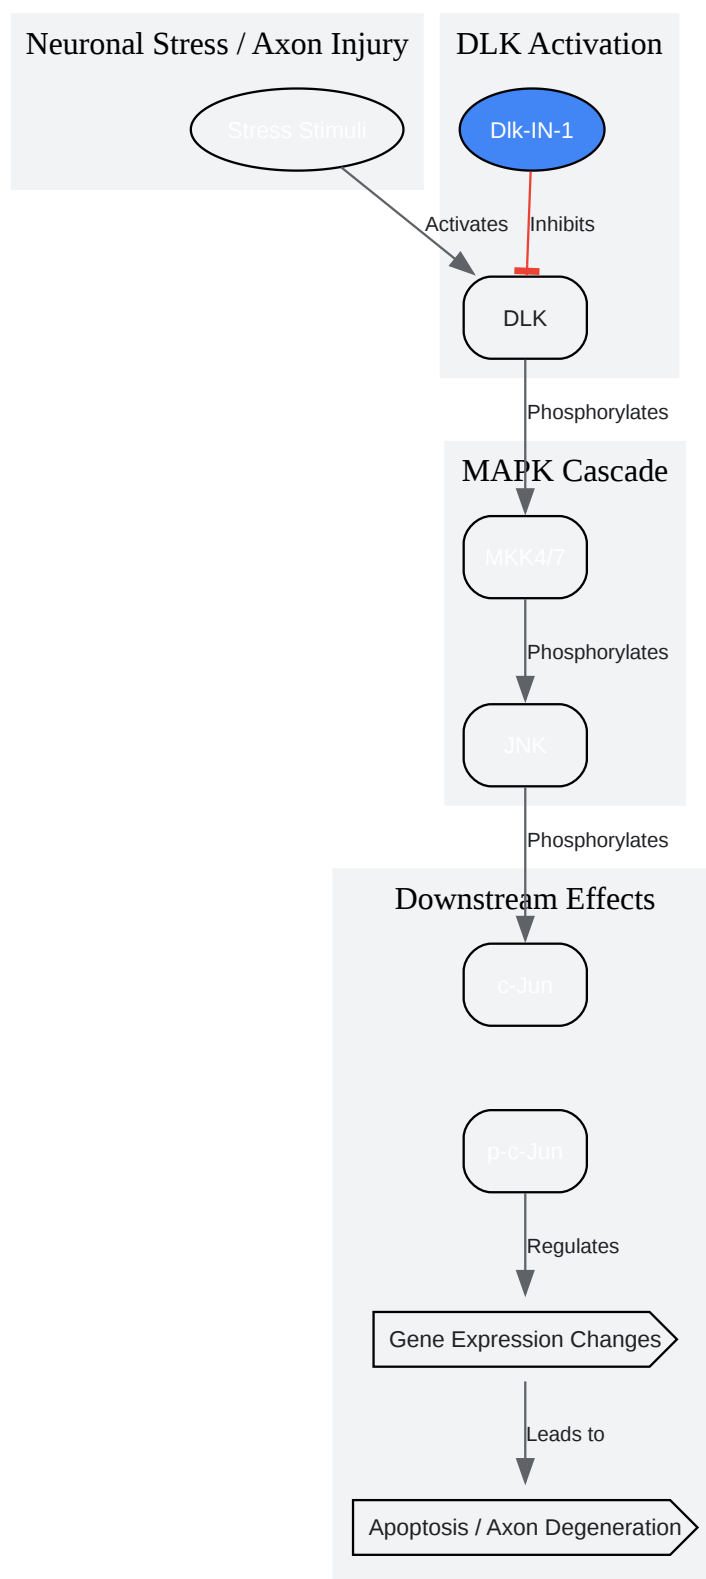 Neuronal Stress / Axon Injury
DLK Activation
Stress Stimuli
Dlk-IN-1
Activates
Inhibits
DLK
Phosphorylates
MAPK Cascade
MKK4/7
Phosphorylates
JNK
Phosphorylates
Downstream Effects
c-Jun
p-c-Jun
Regulates
Gene Expression Changes
Leads to
Apoptosis / Axon Degeneration